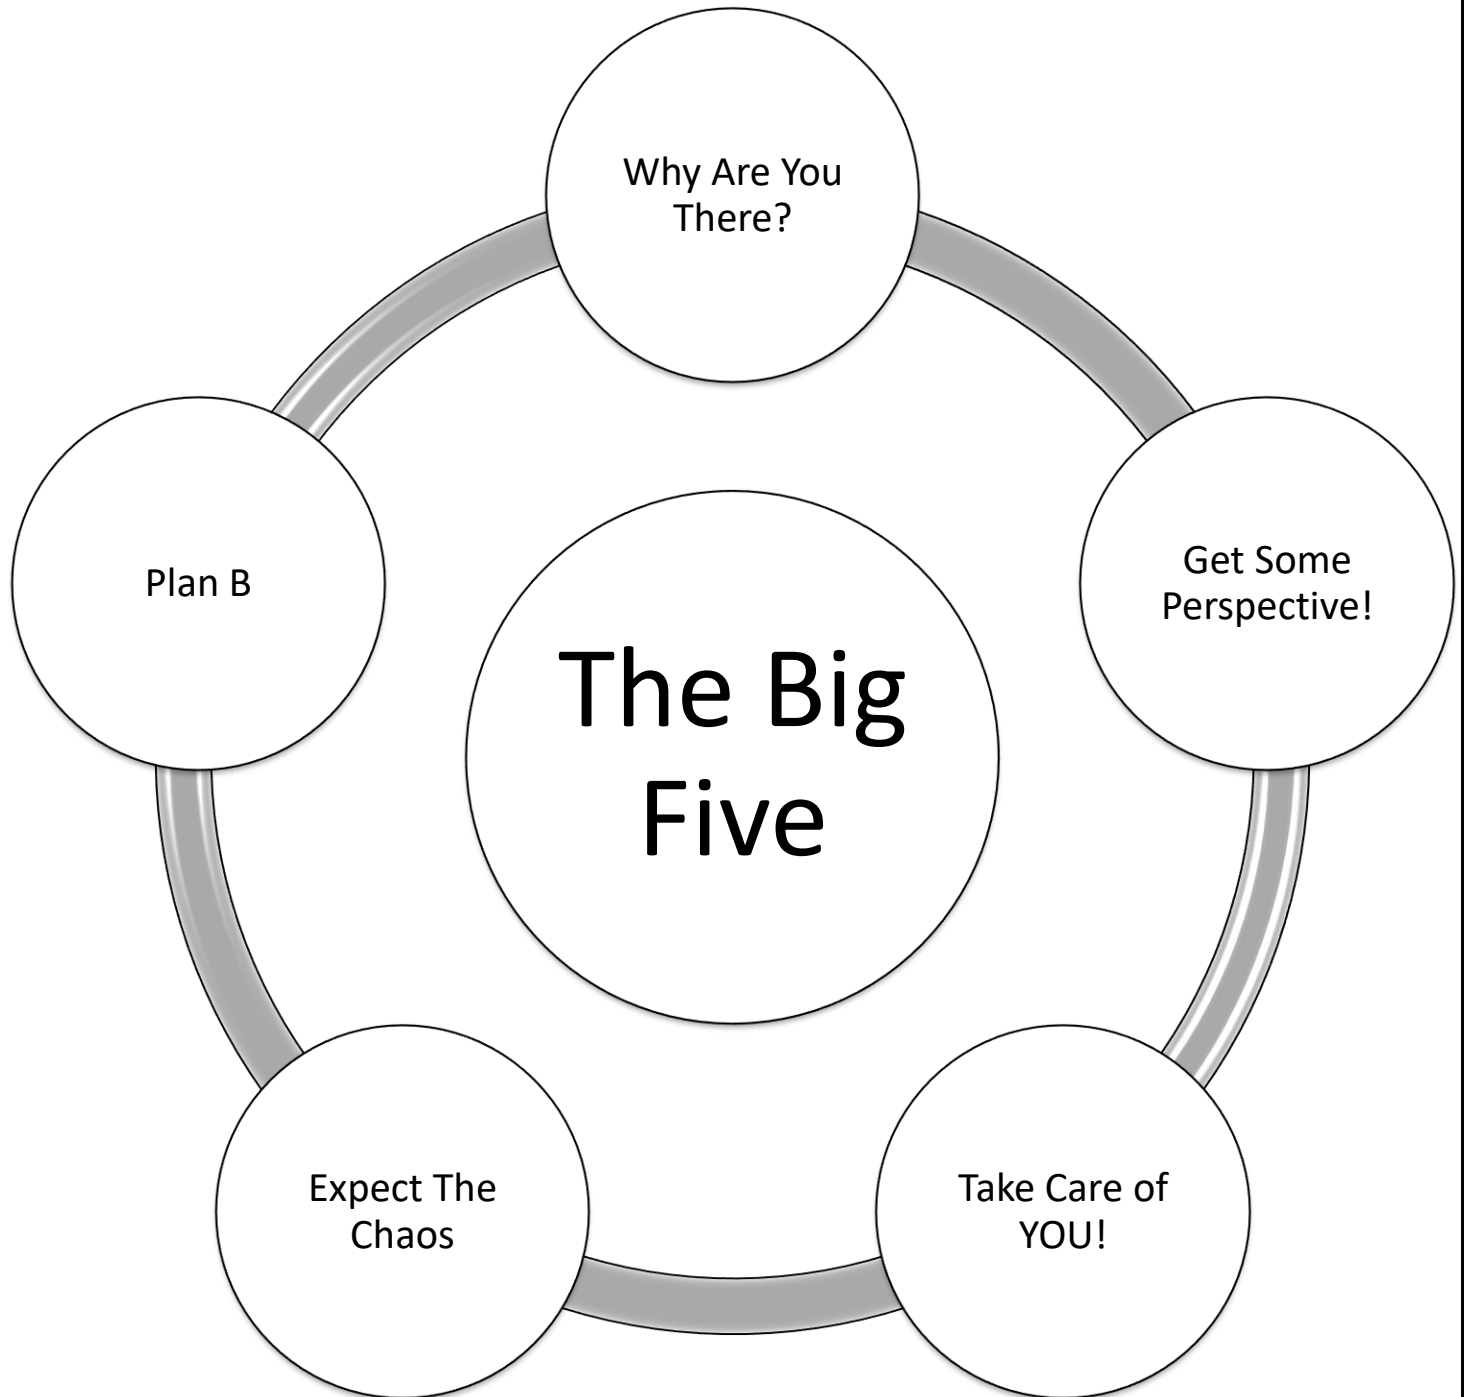 Why Are You
There?
Get Some
Perspective!
Take Care of
YOU!
Expect The
Chaos
Plan B
The Big
Five